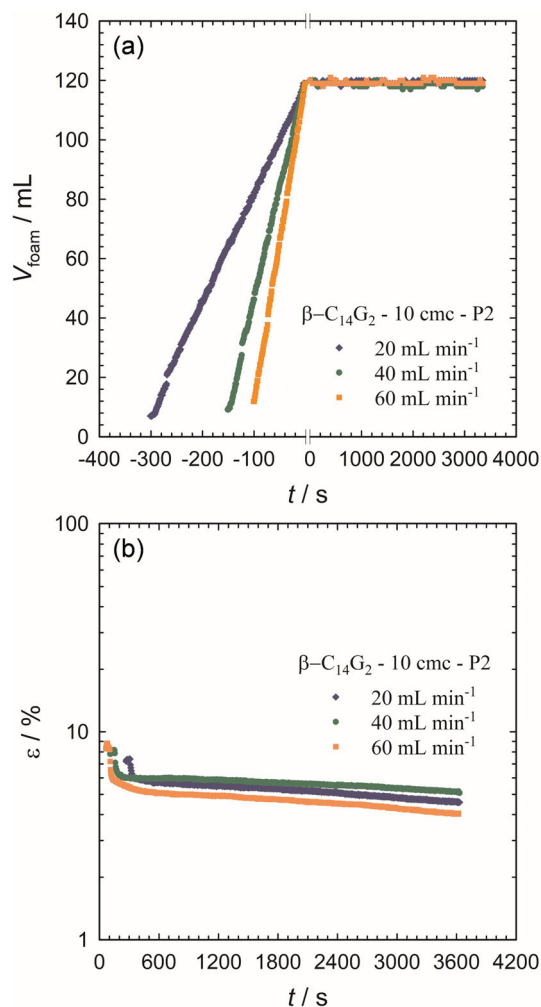 (a)
140
120
100
80
60
40
20
0
V_foam / mL
β–C₁₄G₂ - 10 cmc - P2
20 mL min⁻¹
40 mL min⁻¹
60 mL min⁻¹
-400 -300 -200 -100 0 1000 2000 3000 4000
t / s
(b)
100
10
1
ε / %
β–C₁₄G₂ - 10 cmc - P2
20 mL min⁻¹
40 mL min⁻¹
60 mL min⁻¹
0 600 1200 1800 2400 3000 3600 4200
t / s